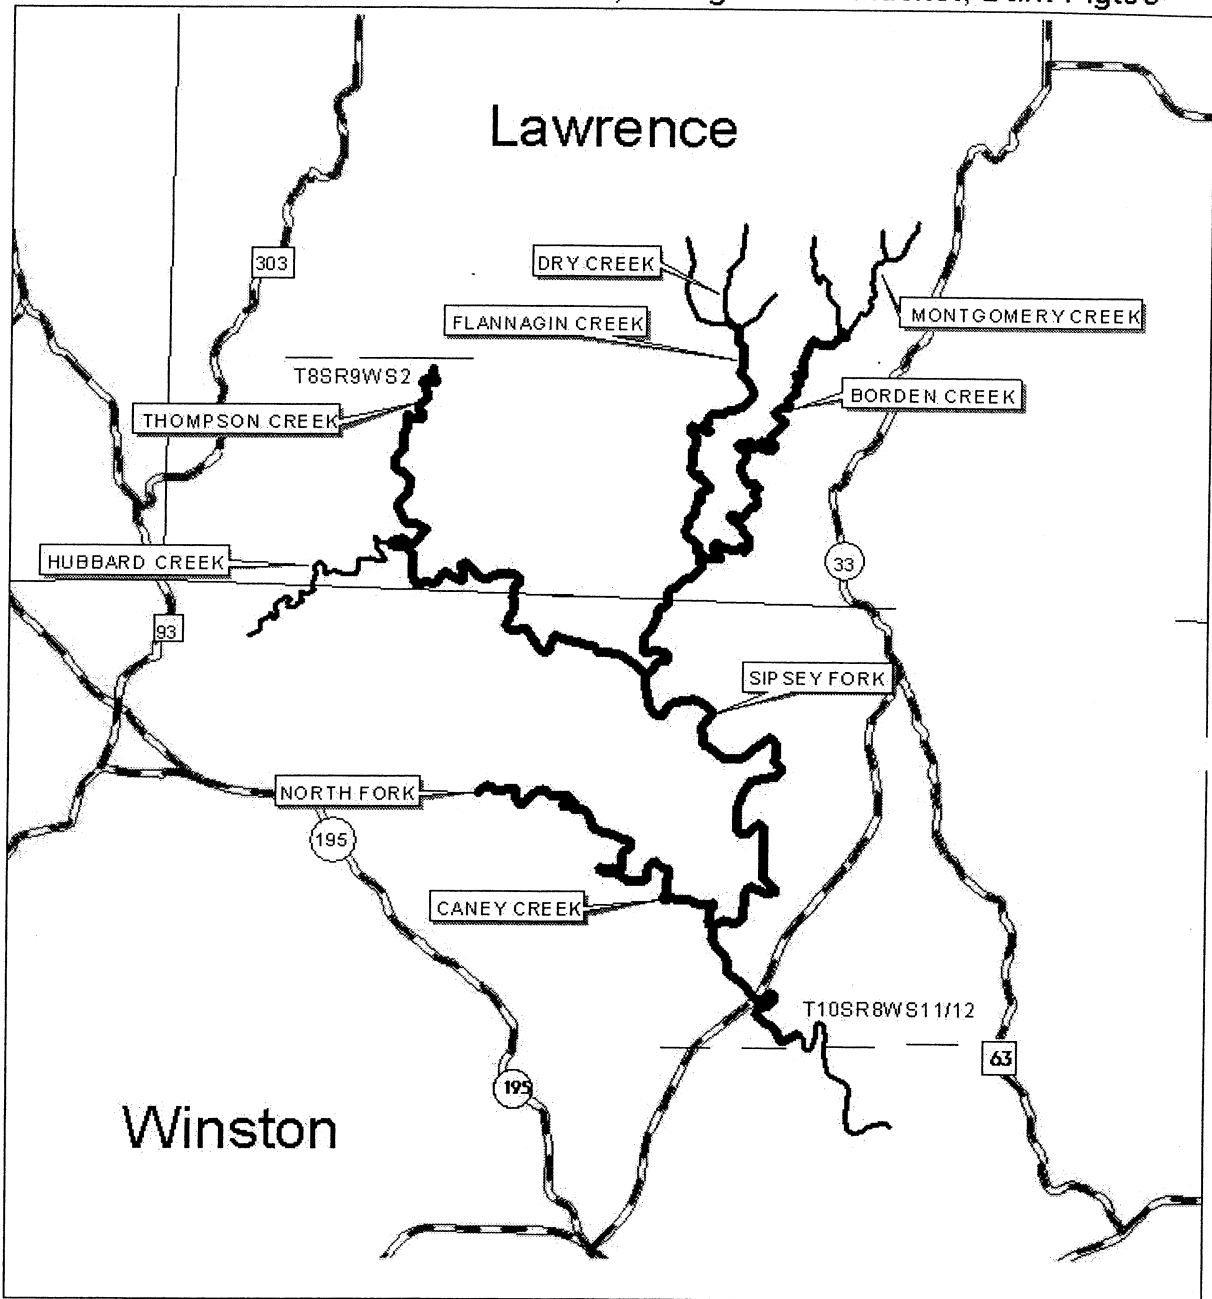 Lawrence
DRY CREEK
303
FLANNAGIN CREEK
MONTGOMERY CREEK
T8SR9WS2
BORDEN CREEK
THOMPSON CREEK
HUBBARD CREEK
33
93
SIPSEY FORK
NORTH FORK
195
CANEY CREEK
T10SR8WS11/12
63
195
Winston